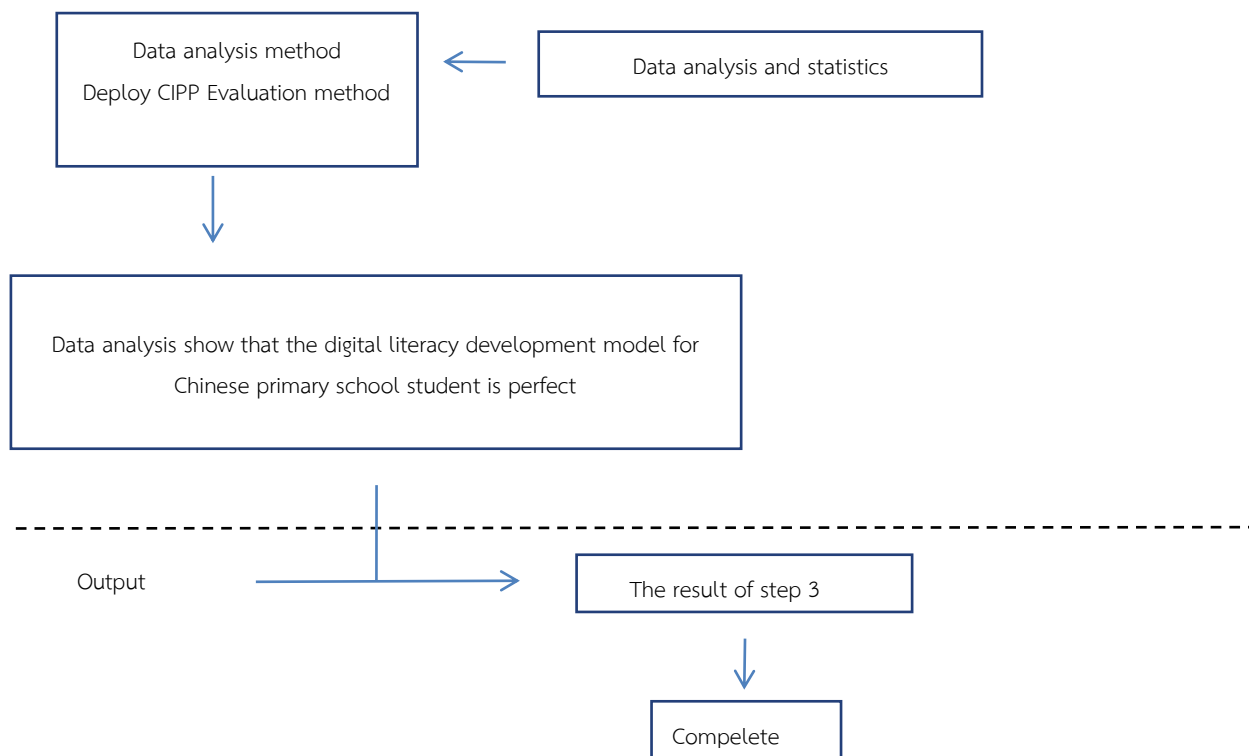 Data analysis method
Deploy CIPP Evaluation method
Data analysis and statistics
Data analysis show that the digital literacy development model for
Chinese primary school student is perfect
Output
The result of step 3
Compelete